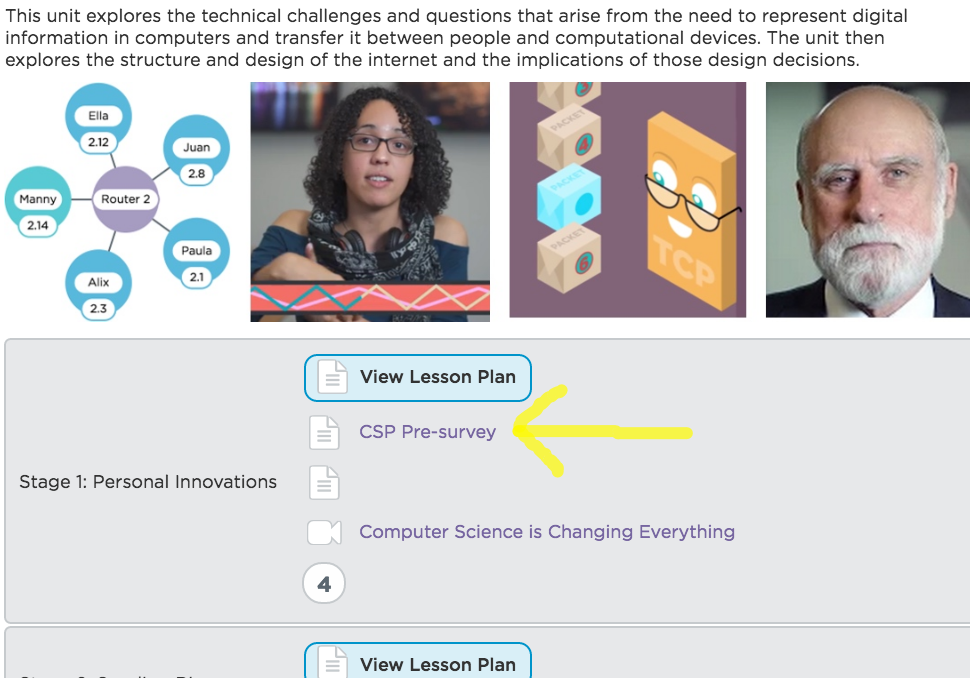 This unit explores the technical challenges and questions that arise from the need to represent digital
information in computers and transfer it between people and computational devices. The unit then
explores the structure and design of the internet and the implications of those design decisions.
Ella
2.12
Juan
2.8
Manny
2.14
Router 2
Paula
2.1
Alix
2.3
PACKET
4
PACKET
PACKET
6
TCP
View Lesson Plan
CSP Pre-survey
Stage 1: Personal Innovations
Computer Science is Changing Everything
4
View Lesson Plan